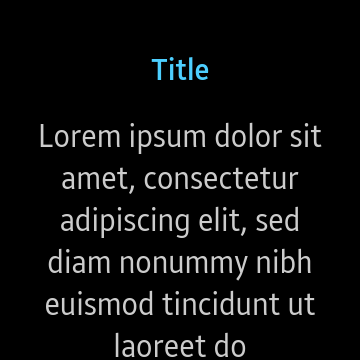 Title
Lorem ipsum dolor sit
amet, consectetur
adipiscing elit, sed
diam nonummy nibh
euismod tincidunt ut
laoreet do